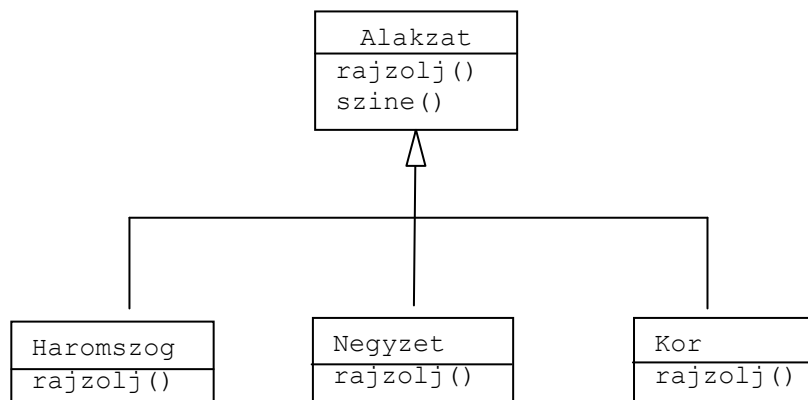 Alakzat
rajzolj()
szine()
Haromszog
rajzolj()
Negyzet
rajzolj()
Kor
rajzolj()